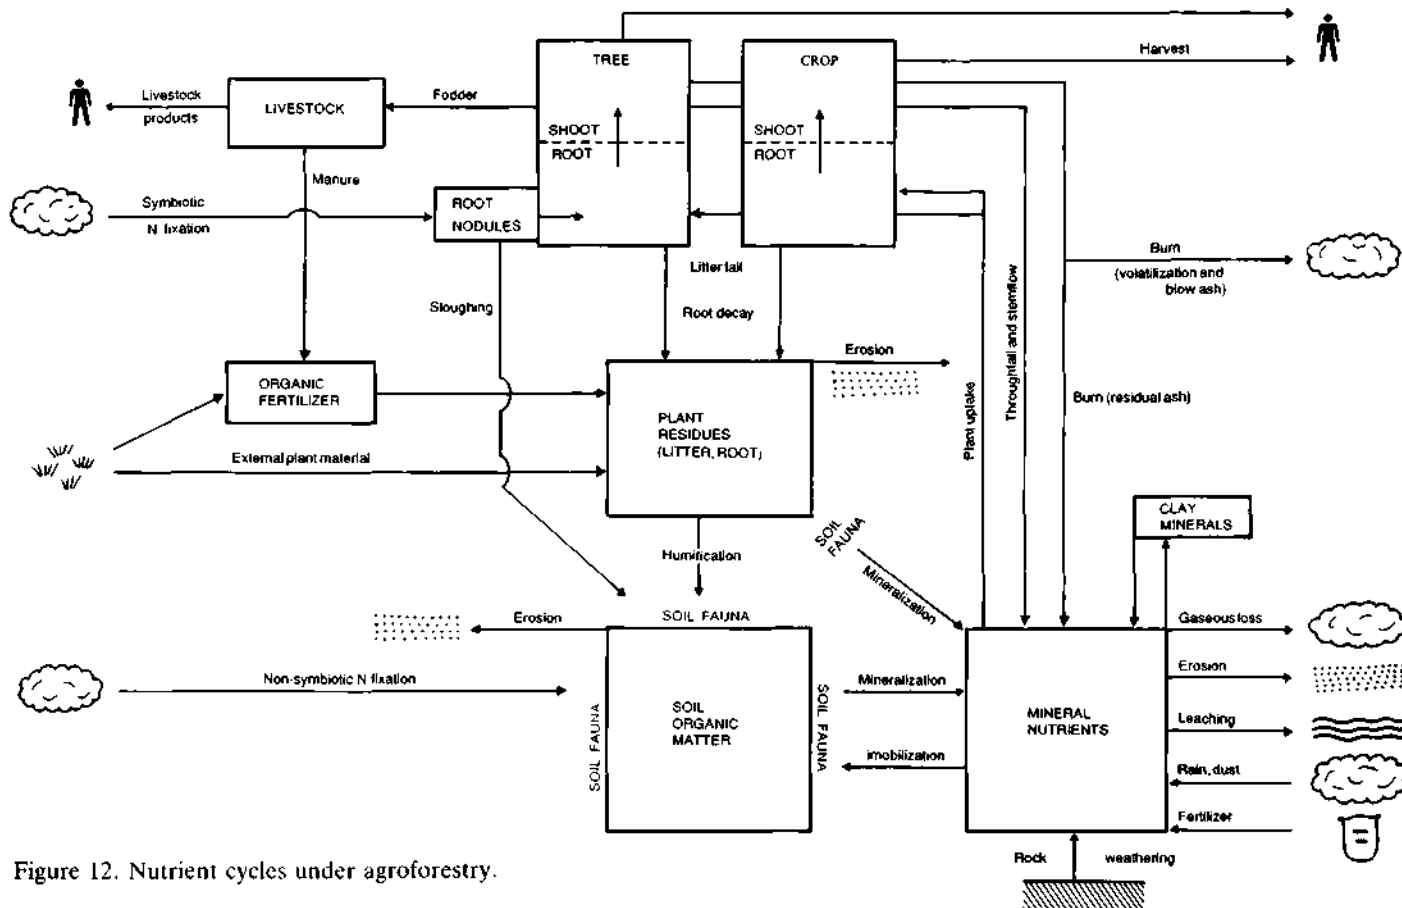 TREE
CROP
Harvest
Livestock
products
LIVESTOCK
Fodder
SHOOT
ROOT
SHOOT
ROOT
Manure
Symbiotic
N fixation
ROOT
NODULES
Litter fall
Burn
(volatilization and
blow ash)
Sloughing
Root decay
Erosion
Plant uptake
Throughfall and stemflow
Burn (residual ash)
ORGANIC
FERTILIZER
PLANT
RESIDUES
(LITTER, ROOT)
External plant material
CLAY
MINERALS
SOIL
FAUNA
Humification
Mineralization
SOIL FAUNA
Erosion
Gaseous loss
Non-symbiotic N fixation
SOIL FAUNA
SOIL
ORGANIC
MATTER
SOIL FAUNA
Mineralization
imobilization
MINERAL
NUTRIENTS
Erosion
Leaching
Rain, dust
Fertilizer
Rock weathering
Figure 12. Nutrient cycles under agroforestry.